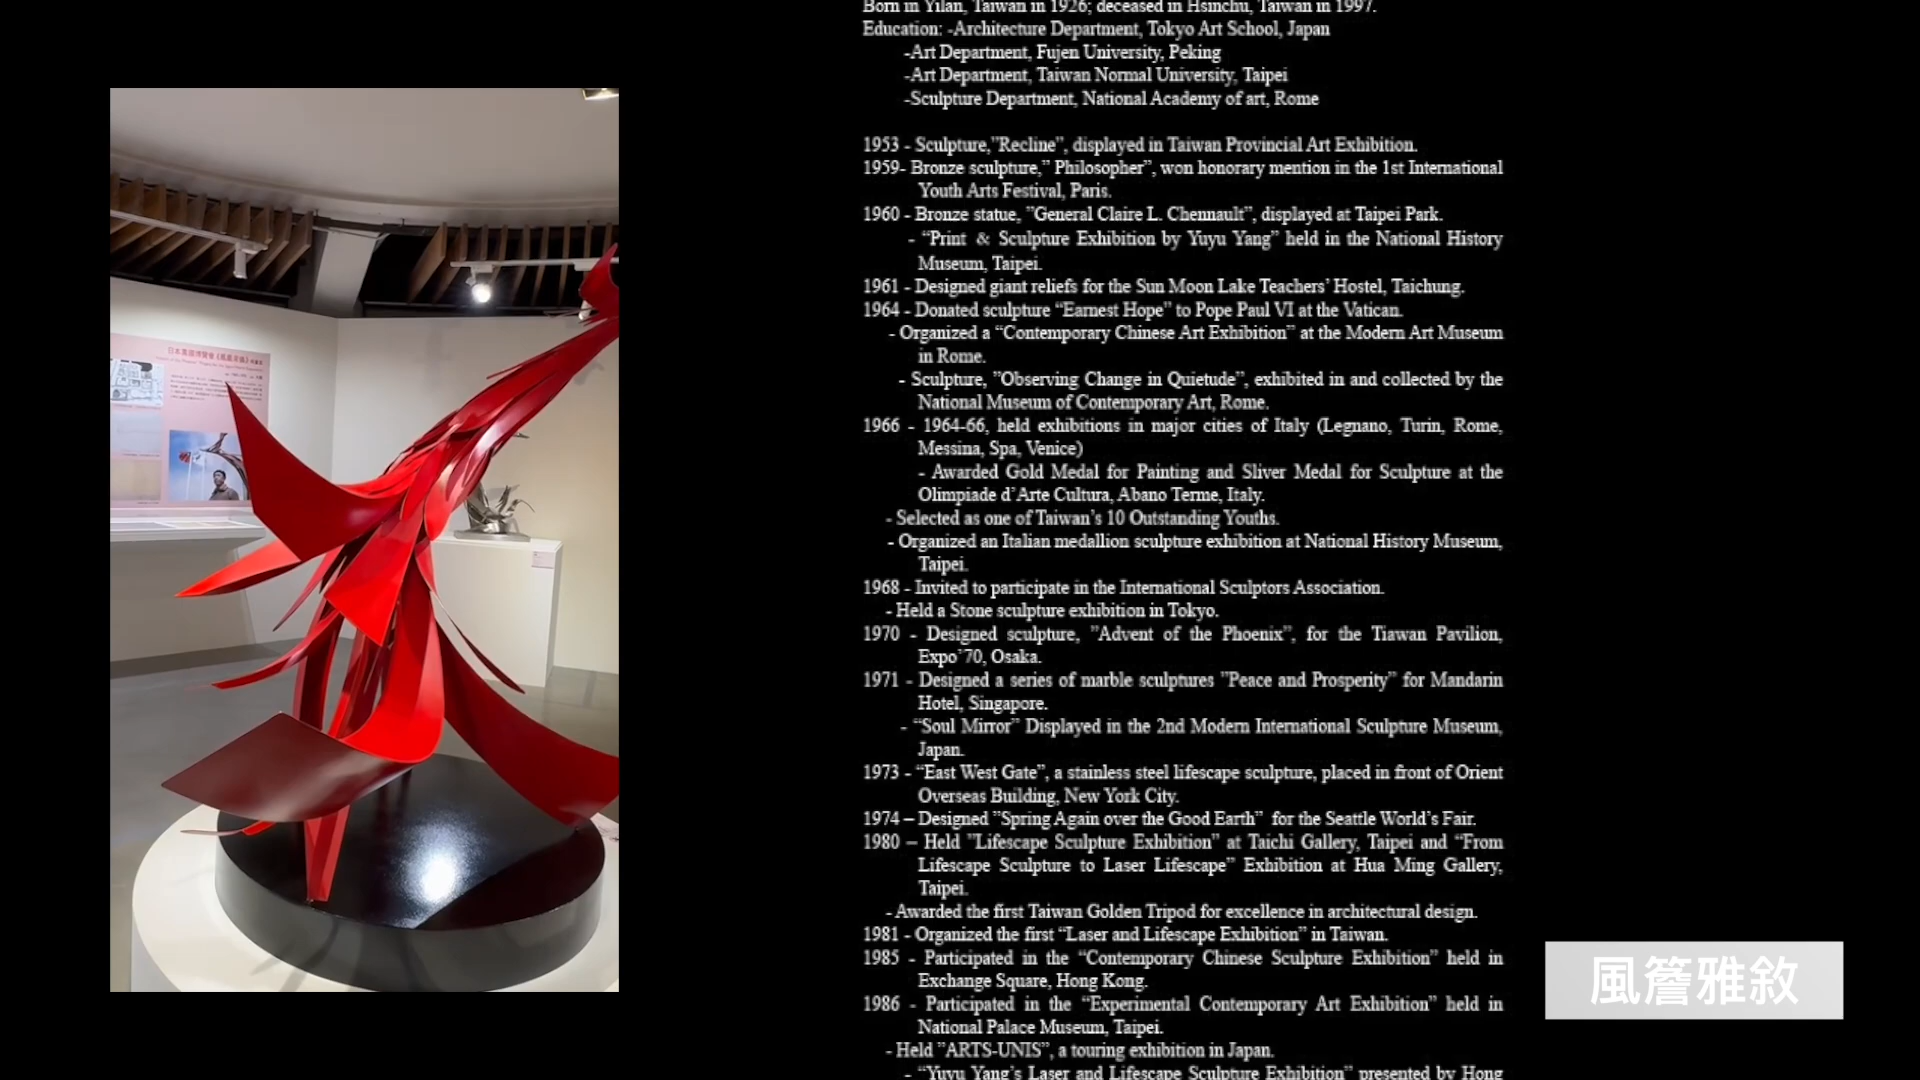 Born in Yilan, Taiwan in 1926; deceased in Hsinchu, Taiwan in 1997.
Education: -Architecture Department, Tokyo Art School, Japan
-Art Department, Fujen University, Peking
-Art Department, Taiwan Normal University, Taipei
-Sculpture Department, National Academy of art, Rome
1953 - Sculpture,”Recline”, displayed in Taiwan Provincial Art Exhibition.
1959- Bronze sculpture,” Philosopher”, won honorary mention in the 1st International
Youth Arts Festival, Paris.
1960 - Bronze statue, ”General Claire L. Chennault”, displayed at Taipei Park.
- “Print & Sculpture Exhibition by Yuyu Yang” held in the National History
Museum, Taipei.
1961 - Designed giant reliefs for the Sun Moon Lake Teachers’ Hostel, Taichung.
1964 - Donated sculpture “Earnest Hope” to Pope Paul VI at the Vatican.
- Organized a “Contemporary Chinese Art Exhibition” at the Modern Art Museum
in Rome.
- Sculpture, ”Observing Change in Quietude”, exhibited in and collected by the
National Museum of Contemporary Art, Rome.
1966 - 1964-66, held exhibitions in major cities of Italy (Legnano, Turin, Rome,
Messina, Spa, Venice)
- Awarded Gold Medal for Painting and Sliver Medal for Sculpture at the
Olimpiade d’Arte Cultura, Abano Terme, Italy.
- Selected as one of Taiwan’s 10 Outstanding Youths.
- Organized an Italian medallion sculpture exhibition at National History Museum,
Taipei.
1968 - Invited to participate in the International Sculptors Association.
- Held a Stone sculpture exhibition in Tokyo.
1970 - Designed sculpture, ”Advent of the Phoenix”, for the Tiawan Pavilion,
Expo’70, Osaka.
1971 - Designed a series of marble sculptures ”Peace and Prosperity” for Mandarin
Hotel, Singapore.
- “Soul Mirror” Displayed in the 2nd Modern International Sculpture Museum,
Japan.
1973 - “East West Gate”, a stainless steel lifescape sculpture, placed in front of Orient
Overseas Building, New York City.
1974 – Designed ”Spring Again over the Good Earth” for the Seattle World’s Fair.
1980 – Held ”Lifescape Sculpture Exhibition” at Taichi Gallery, Taipei and “From
Lifescape Sculpture to Laser Lifescape” Exhibition at Hua Ming Gallery,
Taipei.
- Awarded the first Taiwan Golden Tripod for excellence in architectural design.
1981 - Organized the first “Laser and Lifescape Exhibition” in Taiwan.
1985 - Participated in the “Contemporary Chinese Sculpture Exhibition” held in
Exchange Square, Hong Kong.
1986 - Participated in the “Experimental Contemporary Art Exhibition” held in
National Palace Museum, Taipei.
- Held ”ARTS-UNIS”, a touring exhibition in Japan.
- “Yuyu Yang’s Laser and Lifescape Sculpture Exhibition” presented by Hong
風簷雅敘